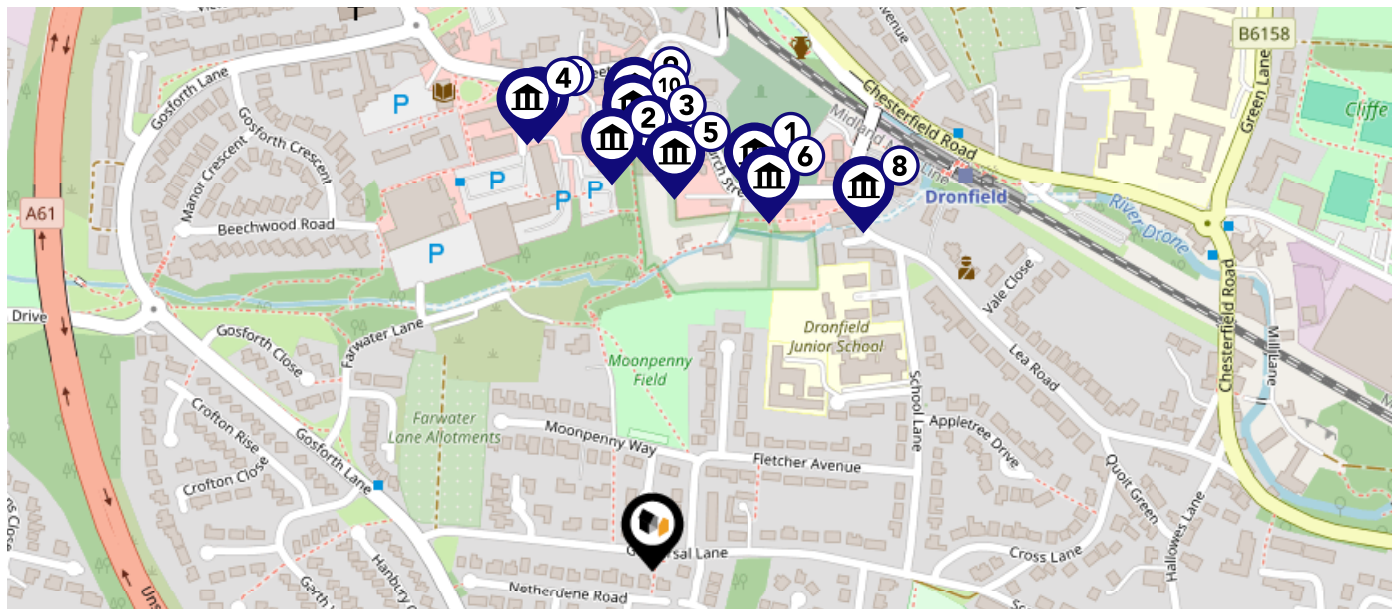 B6158
Green Lane
Cliffe
Gosforth Lane
Chesterfield Road
4
9
10
3
2
5
1
6
8
Gosforth Crescent
Manor Crescent
Beechwood Road
P
P
P
P
P
A61
Dronfield
River Drone
Vale Close
Drive
Gosforth Close
Farwater Lane
Moonpenny
Field
Dronfield
Junior School
Lea Road
Chesterfield Road
Mill Lane
School Lane
Crofton Rise
Crofton Close
Gosforth Lane
Farwater
Lane Allotments
Moonpenny Way
Fletcher Avenue
Appletree Drive
Quoit Green
Hallowes Lane
Cross Lane
Netherdene Road